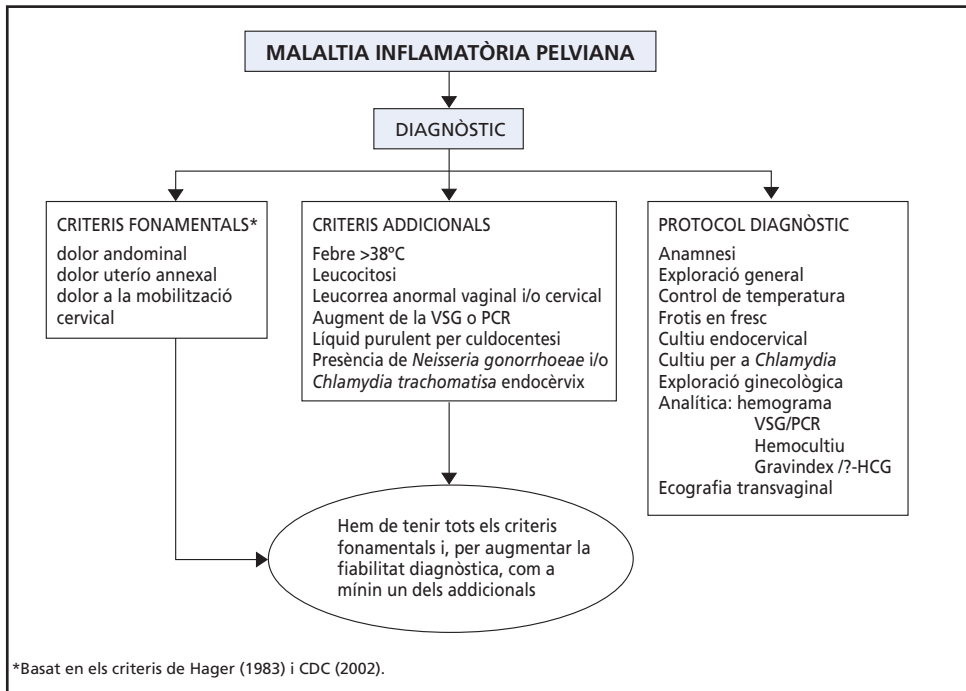 MALALTIA INFLAMATÒRIA PELVIANA
DIAGNÒSTIC
CRITERIS FONAMENTALS*
dolor andominal
dolor uterío annexal
dolor a la mobilització
cervical
CRITERIS ADDICIONALS
Febre >38ºC
Leucocitosi
Leucorrea anormal vaginal i/o cervical
Augment de la VSG o PCR
Líquid purulent per culdocentesi
Presència de Neisseria gonorrhoeae i/o
Chlamydia trachomatisa endocèrvix
PROTOCOL DIAGNÒSTIC
Anamnesi
Exploració general
Control de temperatura
Frotis en fresc
Cultiu endocervical
Cultiu per a Chlamydia
Exploració ginecològica
Analítica: hemograma
VSG/PCR
Hemocultiu
Gravindex /?-HCG
Ecografia transvaginal
Hem de tenir tots els criteris
fonamentals i, per augmentar la
fiabilitat diagnòstica, com a
mínin un dels addicionals
*Basat en els criteris de Hager (1983) i CDC (2002).